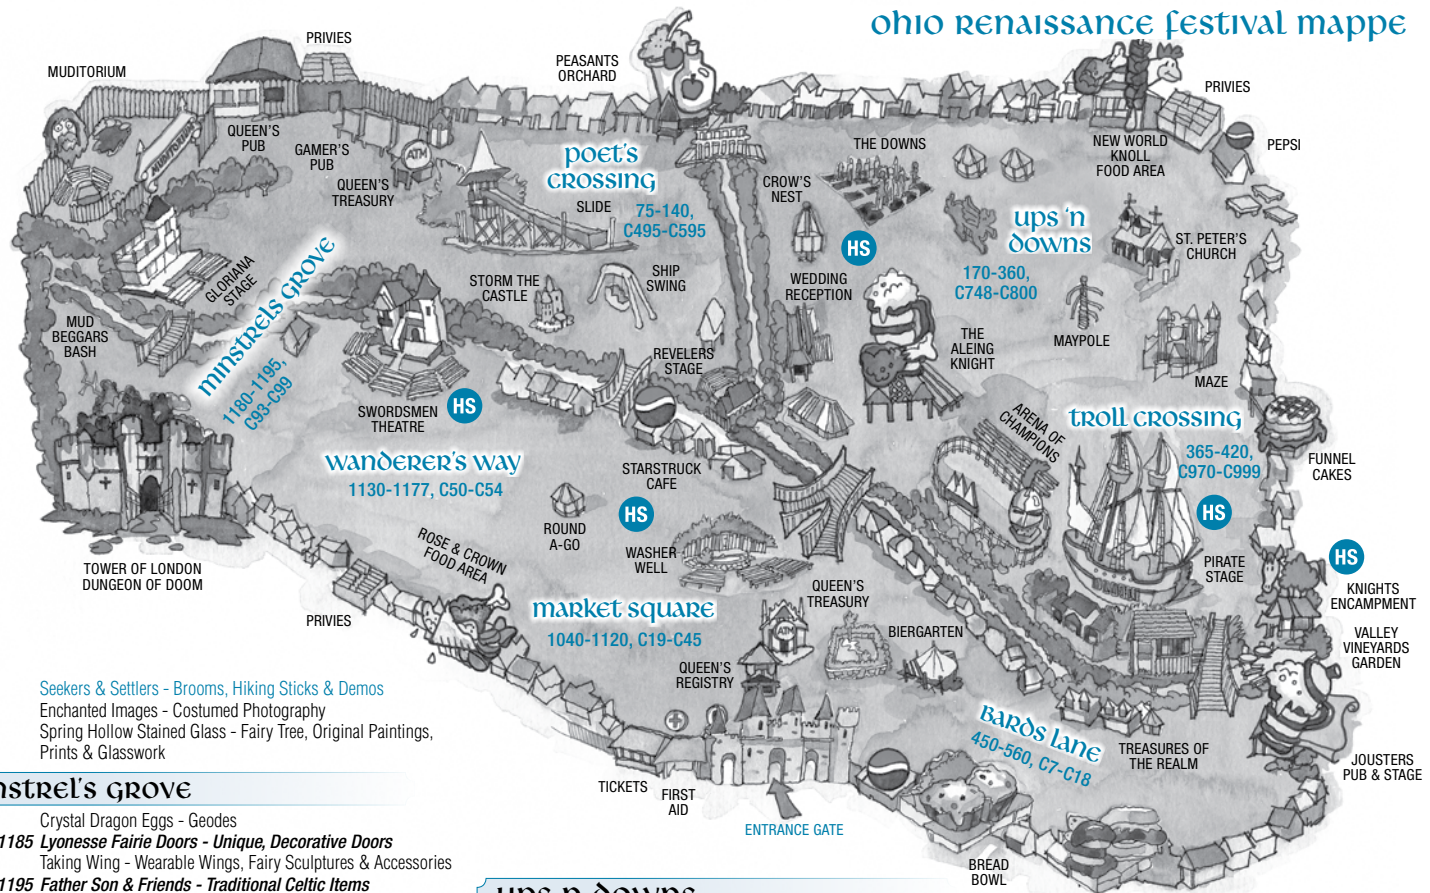 ohio renaissance festival mappe
PRIVIES
MUDITORIUM
PEASANTS
ORCHARD
PRIVIES
MUDITORIUM
QUEEN'S
PUB
GAMER'S
PUB
ATM
QUEEN'S
TREASURY
POET'S
CROSSING
SLIDE
75-140,
C495-C595
THE DOWNS
CROW'S
NEST
NEW WORLD
KNOLL
FOOD AREA
PEPSI
UPS 'N
DOWNS
170-360,
C748-C800
ST. PETER'S
CHURCH
HS
WEDDING
RECEPTION
GLORIANA
STAGE
MINSTRELS GROVE
1180-1195,
C93-C99
STORM THE
CASTLE
SHIP
SWING
MUD
BEGGARS
BASH
REVELERS
STAGE
THE
ALEING
KNIGHT
MAYPOLE
MAZE
SWORDSMEN
THEATRE
HS
ARENA OF
CHAMPIONS
TROLL CROSSING
365-420,
C970-C999
HS
FUNNEL
CAKES
WANDERER'S WAY
1130-1177, C50-C54
STARSTRUCK
CAFE
HS
ROUND
A-GO
WASHER
WELL
ROSE & CROWN
FOOD AREA
TOWER OF LONDON
DUNGEON OF DOOM
PIRATE
STAGE
HS
KNIGHTS
ENCAMPMENT
PRIVIES
MARKET SQUARE
1040-1120, C19-C45
QUEEN'S
TREASURY
ATM
BIERGARTEN
VALLEY
VINEYARDS
GARDEN
QUEEN'S
REGISTRY
BARDS LANE
450-560, C7-C18
TREASURES OF
THE REALM
JOUSTERS
PUB & STAGE
TICKETS
FIRST
AID
ENTRANCE GATE
BREAD
BOWL
Seekers & Settlers - Brooms, Hiking Sticks & Demos
Enchanted Images - Costumed Photography
Spring Hollow Stained Glass - Fairy Tree, Original Paintings,
Prints & Glasswork
NSTREL'S GROVE
Crystal Dragon Eggs - Geodes
1185 Lyonesse Fairie Doors - Unique, Decorative Doors
Taking Wing - Wearable Wings, Fairy Sculptures & Accessories
1195 Father Son & Friends - Traditional Celtic Items
UPS N DOWNS